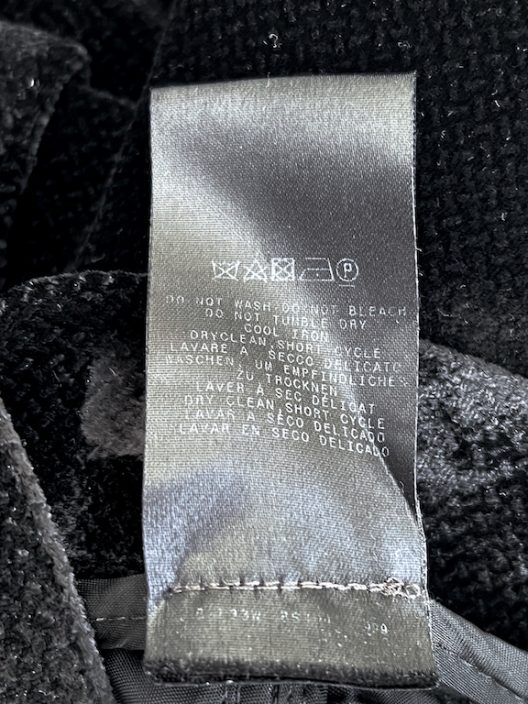 P
DO NOT WASH,DO NOT BLEACH
DO NOT TUMBLE DRY
COOL IRON
DRYCLEAN,SHORT CYCLE
LAVARE A SECCO DELICATO
WASCHEN UM EMPFINDLICHES
ZU TROCKNEN
LAVER À SEC DÉLICAT
DRY CLEAN,SHORT CYCLE
LAVAR A SECO DELICADO
LAVAR EN SECO DELICADO